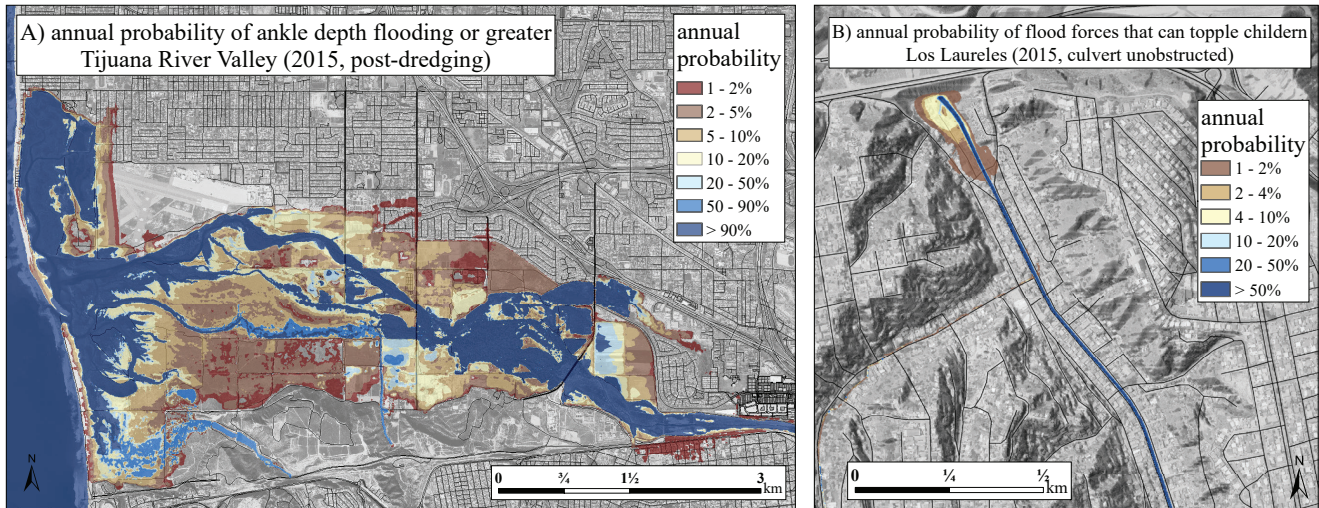 A) annual probability of ankle depth flooding or greater
Tijuana River Valley (2015, post-dredging)
annual
probability
1 - 2%
2 - 5%
5 - 10%
10 - 20%
20 - 50%
50 - 90%
> 90%
N
0 ¾ 1½ 3
km
B) annual probability of flood forces that can topple childern
Los Laureles (2015, culvert unobstructed)
annual
probability
1 - 2%
2 - 4%
4 - 10%
10 - 20%
20 - 50%
> 50%
0 ¼ ½
km
N